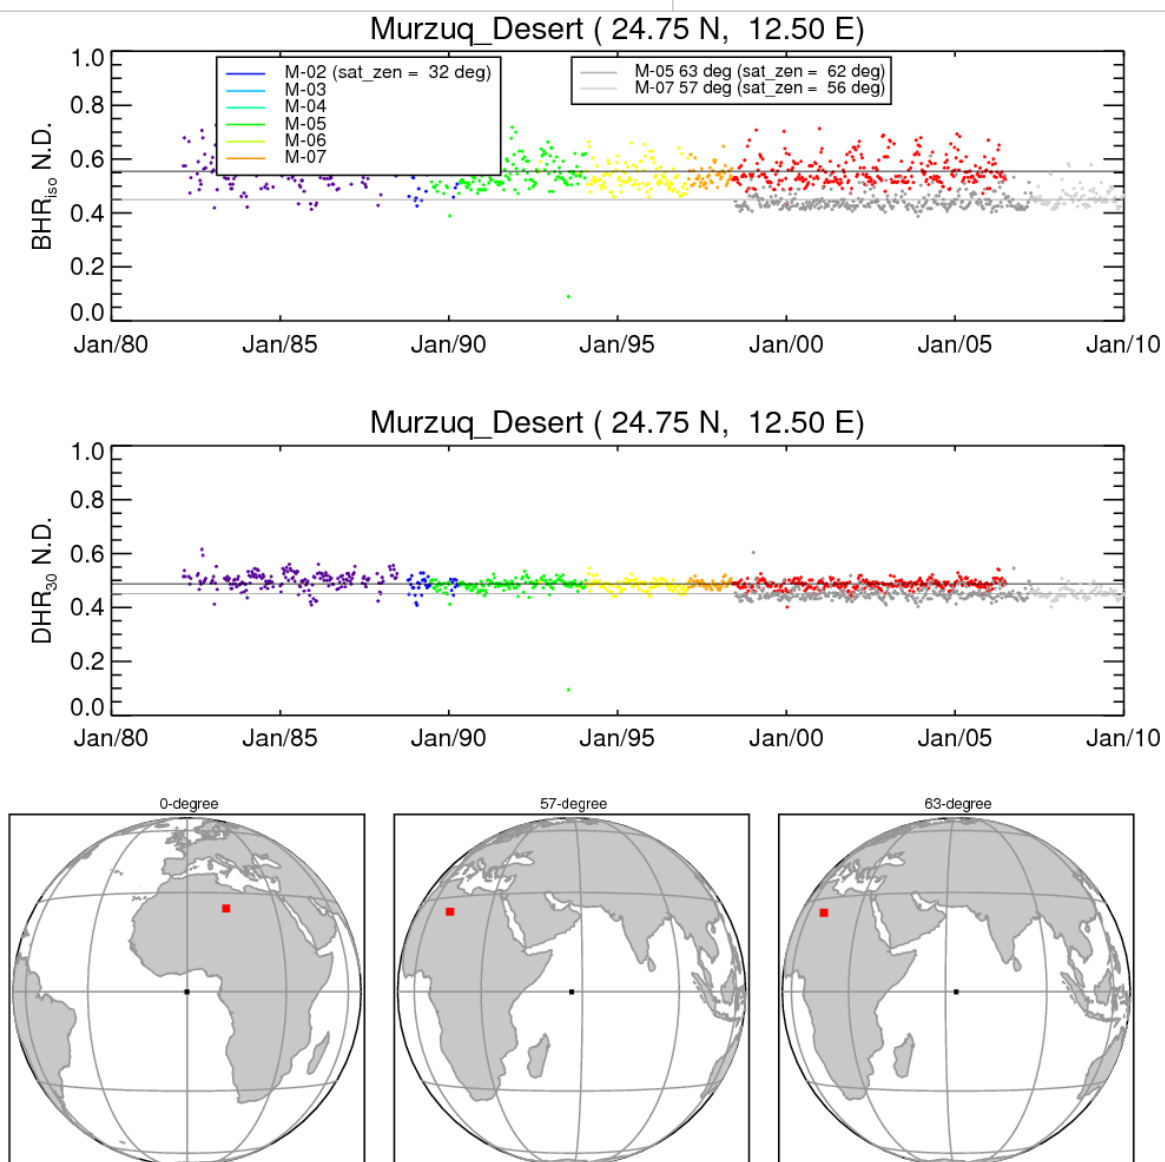 Murzuq_Desert ( 24.75 N,  12.50 E)
1.0
0.8
0.6
0.4
0.2
0.0
BHRiso N.D.
M-02 (sat_zen =  32 deg)
M-03
M-04
M-05
M-06
M-07
M-05 63 deg (sat_zen =  62 deg)
M-07 57 deg (sat_zen =  56 deg)
Jan/80 Jan/85 Jan/90 Jan/95 Jan/00 Jan/05 Jan/10
Murzuq_Desert ( 24.75 N,  12.50 E)
1.0
0.8
0.6
0.4
0.2
0.0
DHR30 N.D.
Jan/80 Jan/85 Jan/90 Jan/95 Jan/00 Jan/05 Jan/10
0-degree 57-degree 63-degree